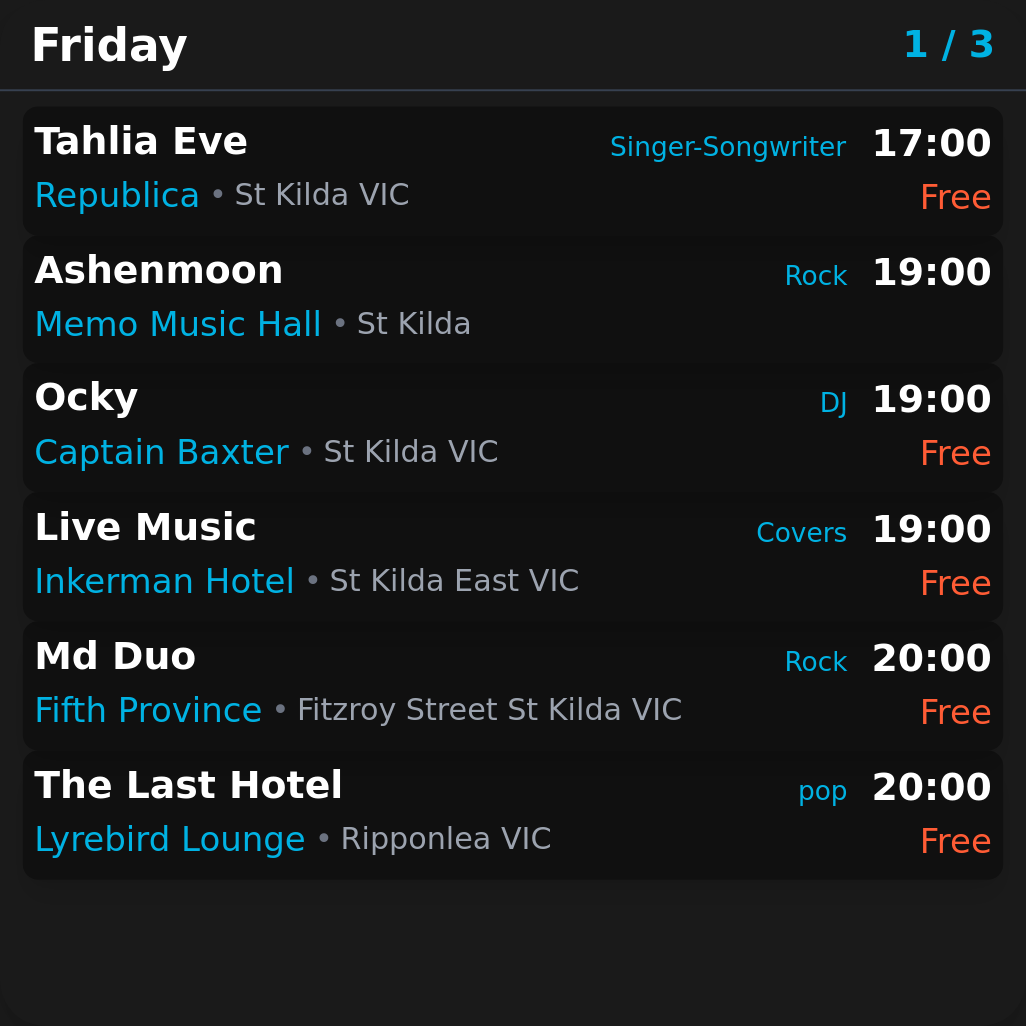 Friday 1 / 3
Tahlia Eve Singer-Songwriter 17:00
Republica • St Kilda VIC Free
Ashenmoon Rock 19:00
Memo Music Hall • St Kilda
Ocky DJ 19:00
Captain Baxter • St Kilda VIC Free
Live Music Covers 19:00
Inkerman Hotel • St Kilda East VIC Free
Md Duo Rock 20:00
Fifth Province • Fitzroy Street St Kilda VIC Free
The Last Hotel pop 20:00
Lyrebird Lounge • Ripponlea VIC Free